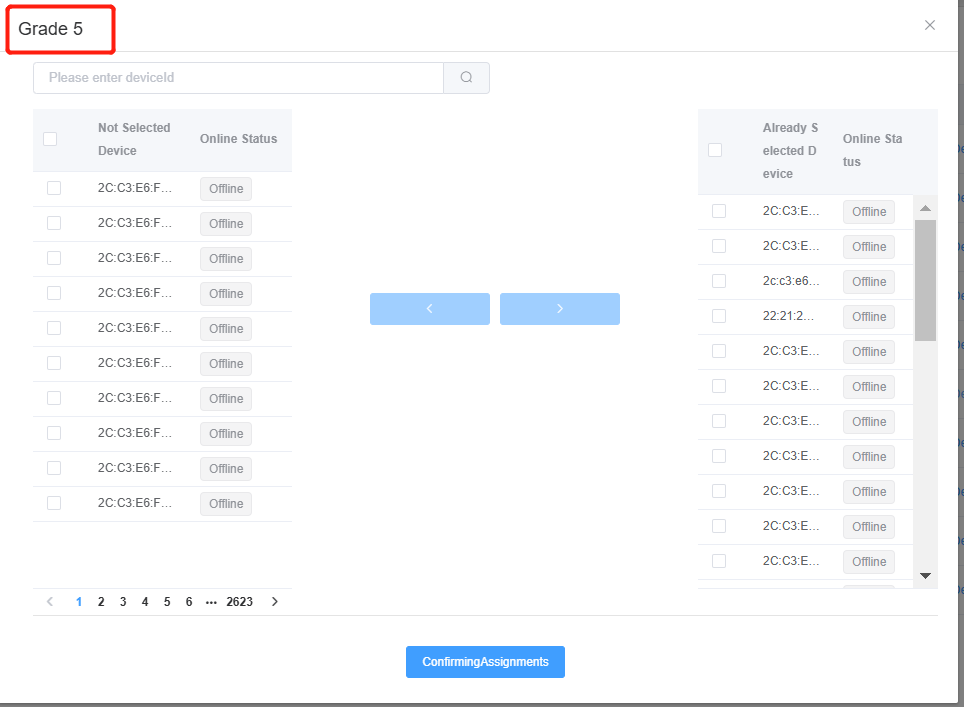 Grade 5
Please enter deviceId
Not Selected
Device
Online Status
2C:C3:E6:F... Offline
2C:C3:E6:F... Offline
2C:C3:E6:F... Offline
2C:C3:E6:F... Offline
2C:C3:E6:F... Offline
2C:C3:E6:F... Offline
2C:C3:E6:F... Offline
2C:C3:E6:F... Offline
2C:C3:E6:F... Offline
2C:C3:E6:F... Offline
1 2 3 4 5 6 ••• 2623
Already S
elected D
evice
Online Sta
tus
2C:C3:E... Offline
2C:C3:E... Offline
2c:c3:e6... Offline
22:21:2... Offline
2C:C3:E... Offline
2C:C3:E... Offline
2C:C3:E... Offline
2C:C3:E... Offline
2C:C3:E... Offline
2C:C3:E... Offline
2C:C3:E... Offline
ConfirmingAssignments